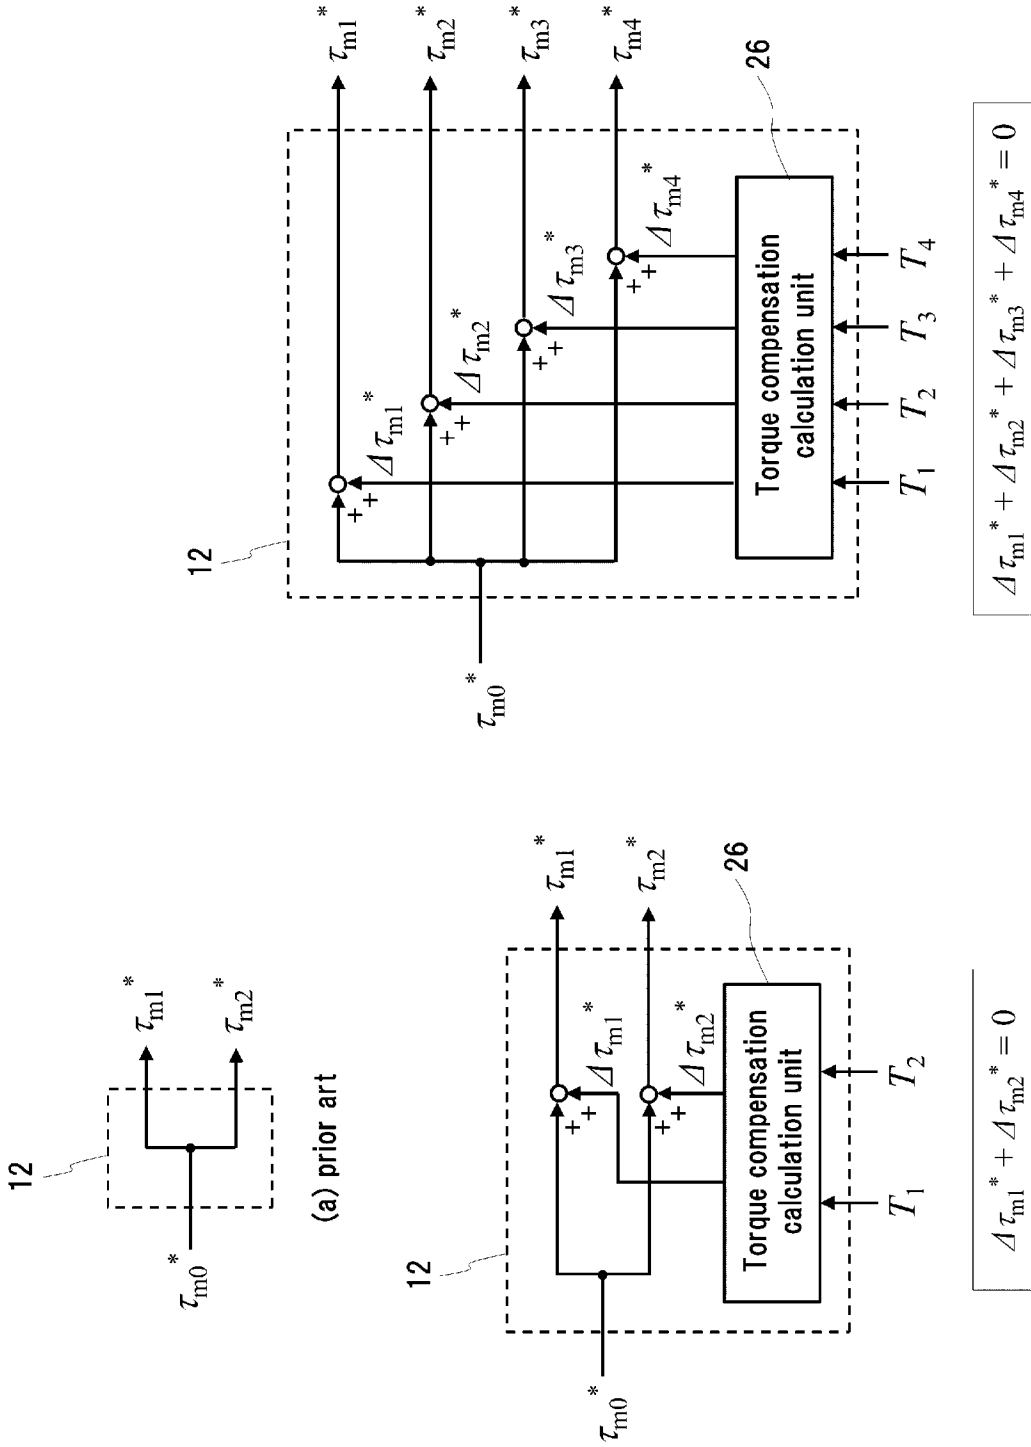 12
τm0*
τm1*
τm2*
(a) prior art
12
τm0*
τm1*
τm2*
Δτm1*
Δτm2*
+
+
+
+
26
Torque compensation
calculation unit
T1
T2
Δτm1* + Δτm2* = 0
12
τm0*
τm1*
τm2*
τm3*
τm4*
Δτm1*
Δτm2*
Δτm3*
Δτm4*
+
+
+
+
+
+
+
+
26
Torque compensation
calculation unit
T1
T2
T3
T4
Δτm1* + Δτm2* + Δτm3* + Δτm4* = 0